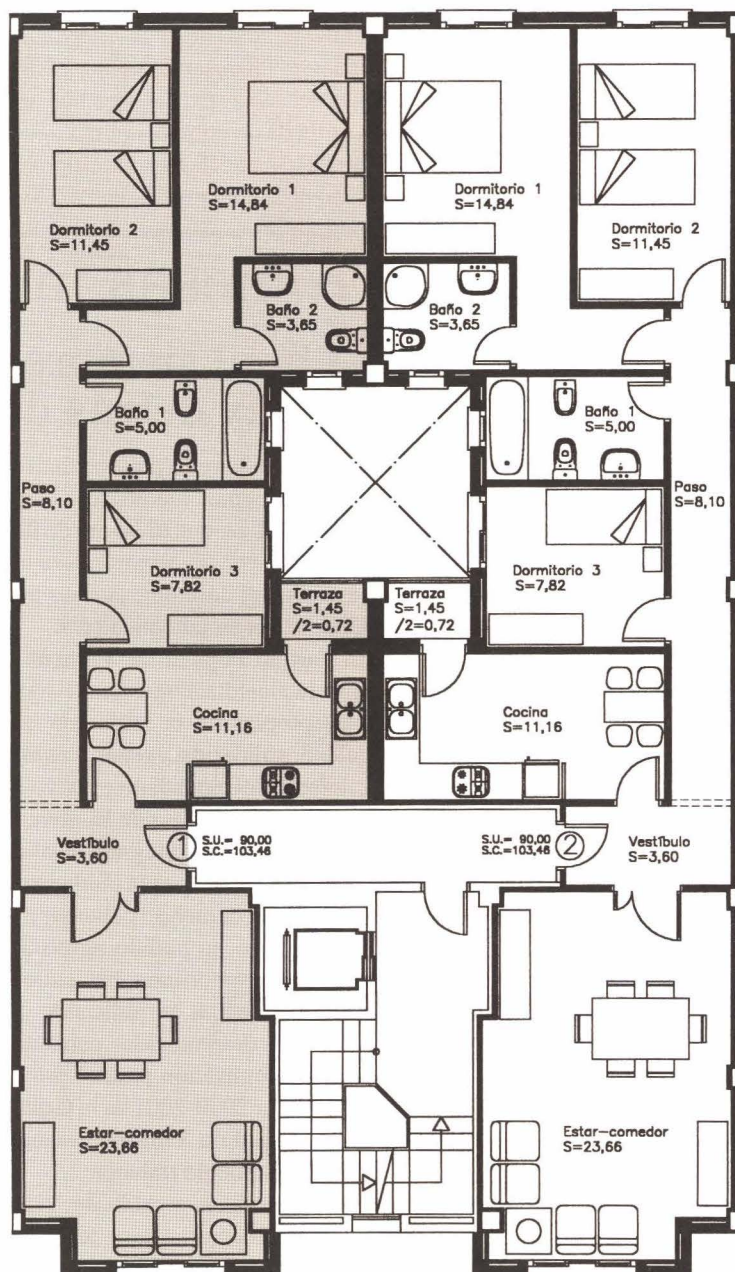 Dormitorio 2
S=11,45
Dormitorio 1
S=14,84
Dormitorio 1
S=14,84
Dormitorio 2
S=11,45
Baño 2
S=3,65
Baño 2
S=3,65
Baño 1
S=5,00
Baño 1
S=5,00
Paso
S=8,10
Paso
S=8,10
Dormitorio 3
S=7,82
Terraza
S=1,45
/2=0,72
Terraza
S=1,45
/2=0,72
Dormitorio 3
S=7,82
Cocina
S=11,16
Cocina
S=11,16
Vestíbulo
S=3,60
1
S.U.= 90,00
S.C.=103,46
S.U.= 90,00
S.C.=103,46
2
Vestíbulo
S=3,60
Estar-comedor
S=23,66
Estar-comedor
S=23,66